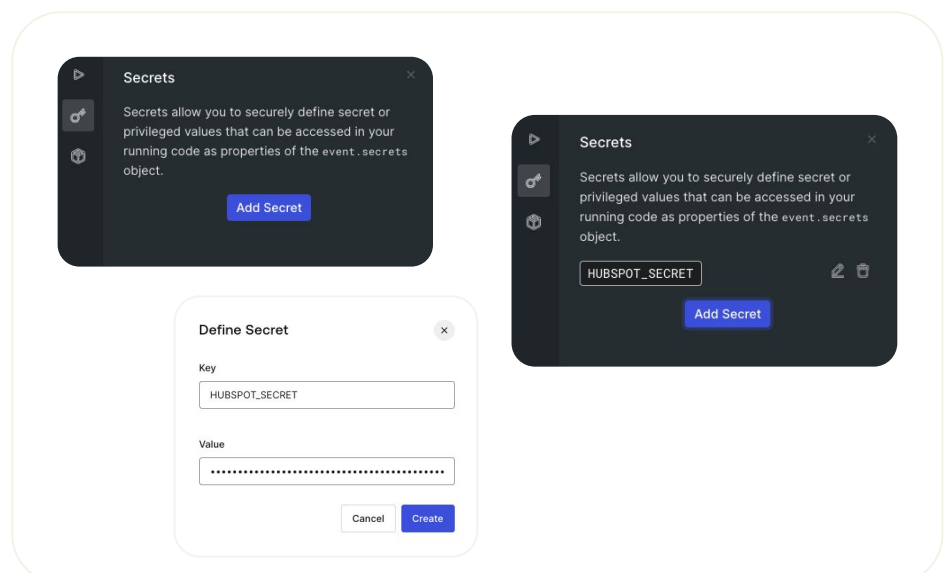 Secrets
Secrets allow you to securely define secret or
privileged values that can be accessed in your
running code as properties of the event.secrets
object.
Add Secret
Define Secret
Key
HUBSPOT_SECRET
Value
••••••••••••••••••••••••••••••••••••••••••••
Cancel
Create
Secrets
Secrets allow you to securely define secret or
privileged values that can be accessed in your
running code as properties of the event.secrets
object.
HUBSPOT_SECRET
Add Secret